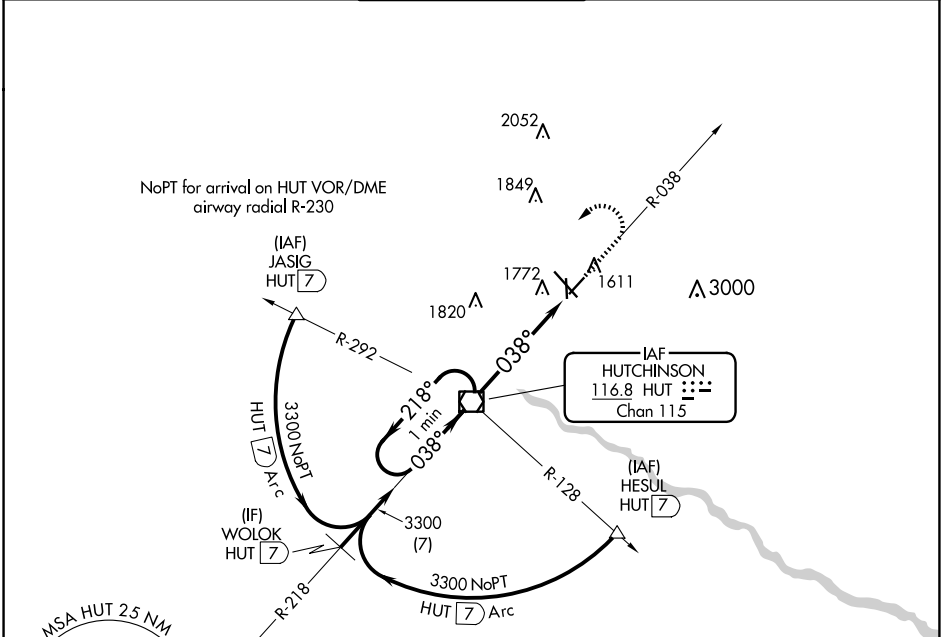 2052
1849
R-038
NoPT for arrival on HUT VOR/DME
airway radial R-230
(IAF)
JASIG
HUT 7
1772
1611
3000
1820
R-292
038°
IAF
HUTCHINSON
116.8 HUT
Chan 115
218°
1 min
038°
3300 NoPT
HUT 7 Arc
R-128
(IAF)
HESUL
HUT 7
(IF)
WOLOK
HUT 7
3300
(7)
3300 NoPT
HUT 7 Arc
R-218
MSA HUT 25 NM